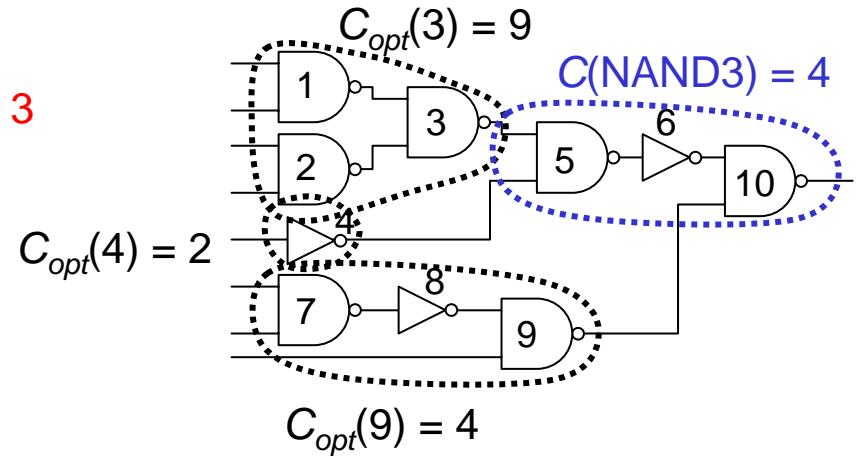 C_opt(3) = 9
C(NAND3) = 4
3
1
2
3
4
5
6
10
C_opt(4) = 2
7
8
9
C_opt(9) = 4